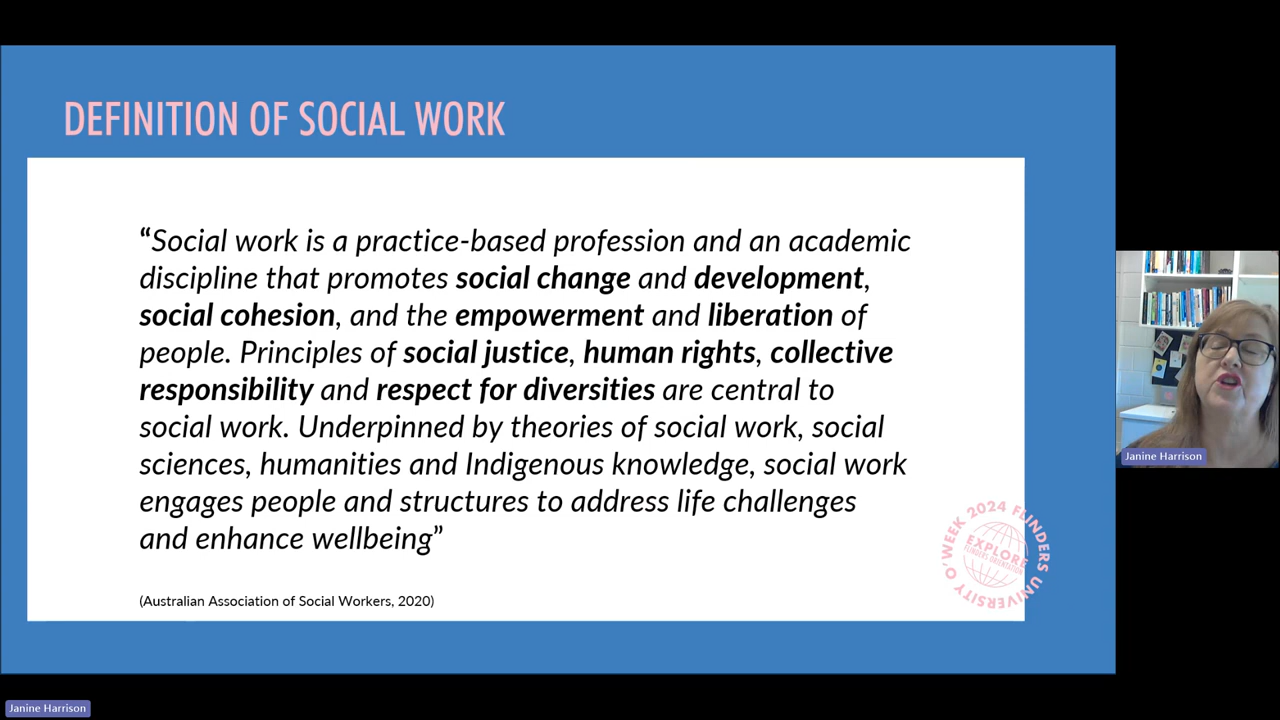 DEFINITION OF SOCIAL WORK
“Social work is a practice-based profession and an academic
discipline that promotes social change and development,
social cohesion, and the empowerment and liberation of
people. Principles of social justice, human rights, collective
responsibility and respect for diversities are central to
social work. Underpinned by theories of social work, social
sciences, humanities and Indigenous knowledge, social work
engages people and structures to address life challenges
and enhance wellbeing”
(Australian Association of Social Workers, 2020)
O'WEEK 2024 FLINDERS UNIVERSITY
EXPLORE
FLINDERS ORIENTATION
Janine Harrison
Janine Harrison